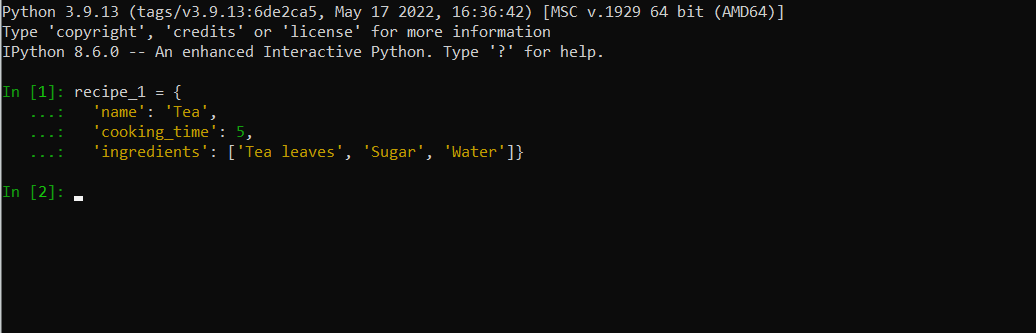 Python 3.9.13 (tags/v3.9.13:6de2ca5, May 17 2022, 16:36:42) [MSC v.1929 64 bit (AMD64)]
Type 'copyright', 'credits' or 'license' for more information
IPython 8.6.0 -- An enhanced Interactive Python. Type '?' for help.
In [1]: recipe_1 = {
   ...:   'name': 'Tea',
   ...:   'cooking_time': 5,
   ...:   'ingredients': ['Tea leaves', 'Sugar', 'Water']}
In [2]: